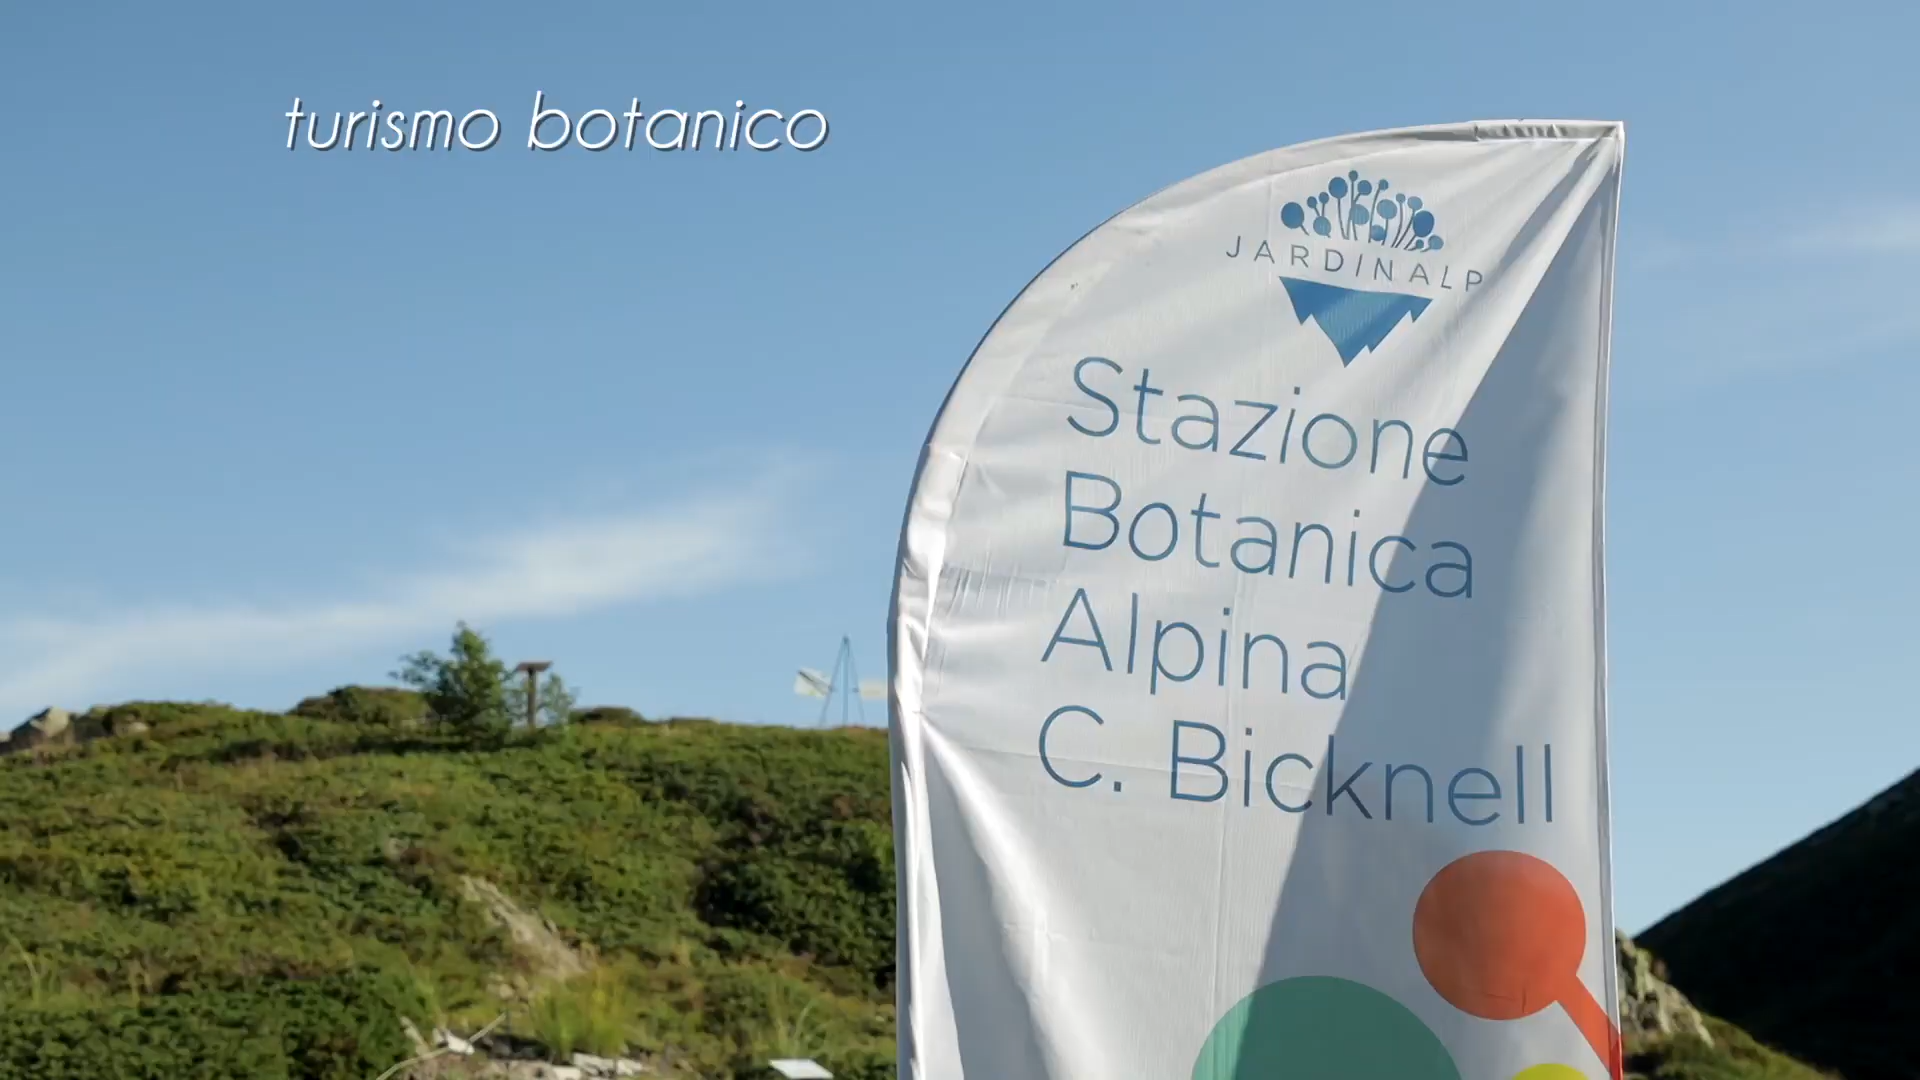 turismo botanico
JARDINALP
Stazione
Botanica
Alpina
C. Bicknell